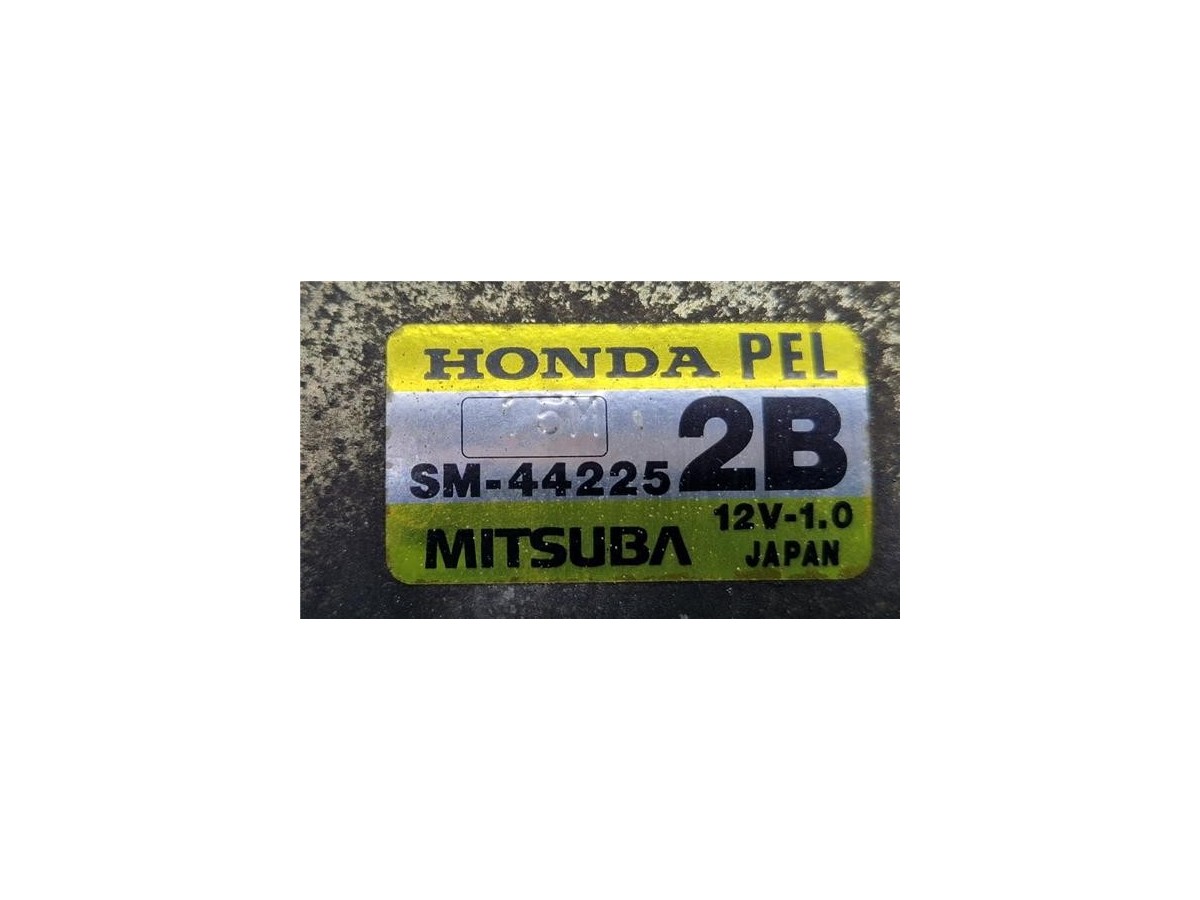 HONDA PEL
2B
SM-44225
12V-1.0
MITSUBA
JAPAN